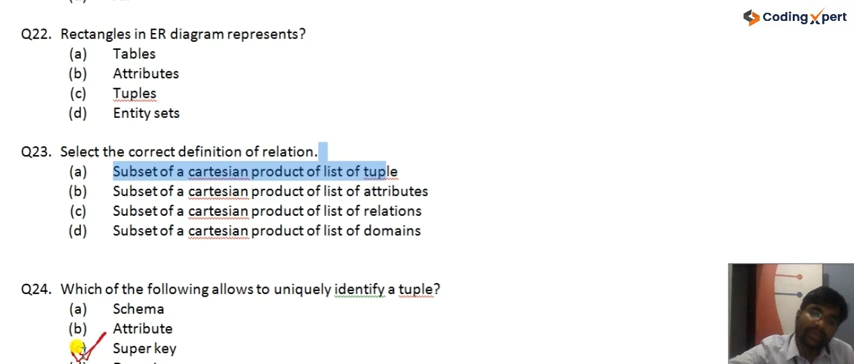 Coding Xpert
Q22. Rectangles in ER diagram represents?
(a) Tables
(b) Attributes
(c) Tuples
(d) Entity sets
Q23. Select the correct definition of relation.
(a) Subset of a cartesian product of list of tuple
(b) Subset of a cartesian product of list of attributes
(c) Subset of a cartesian product of list of relations
(d) Subset of a cartesian product of list of domains
Q24. Which of the following allows to uniquely identify a tuple?
(a) Schema
(b) Attribute
Super key